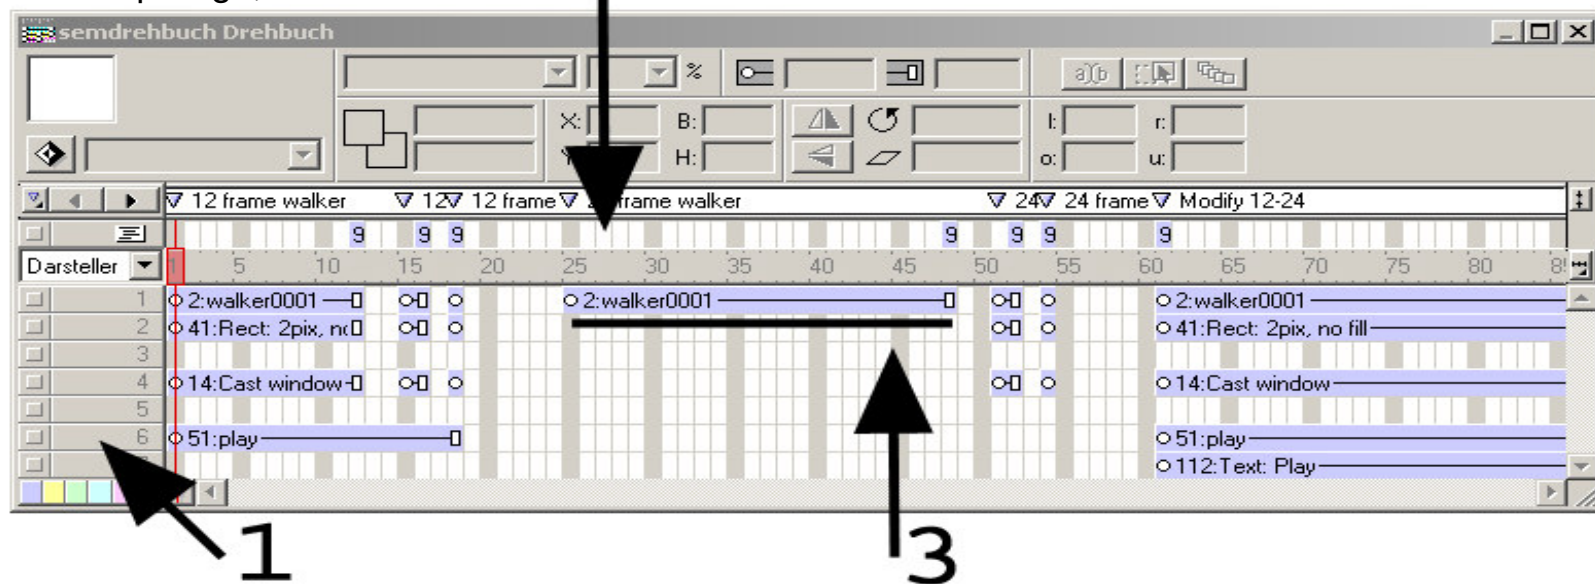 semdrehbuch Drehbuch
%
a b
X: B: l: r:
H: o: u:
12 frame walker 12 12 frame frame walker 24 24 frame Modify 12-24
9 9 9 9 9 9 9
Darsteller 1 5 10 15 20 25 30 35 40 45 50 55 60 65 70 75 80
1 2:walker0001 2:walker0001 2:walker0001
2 41:Rect: 2pix, no 41:Rect: 2pix, no fill
3
4 14:Cast window 14:Cast window
5
6 51:play 51:play
112:Text: Play
1 3